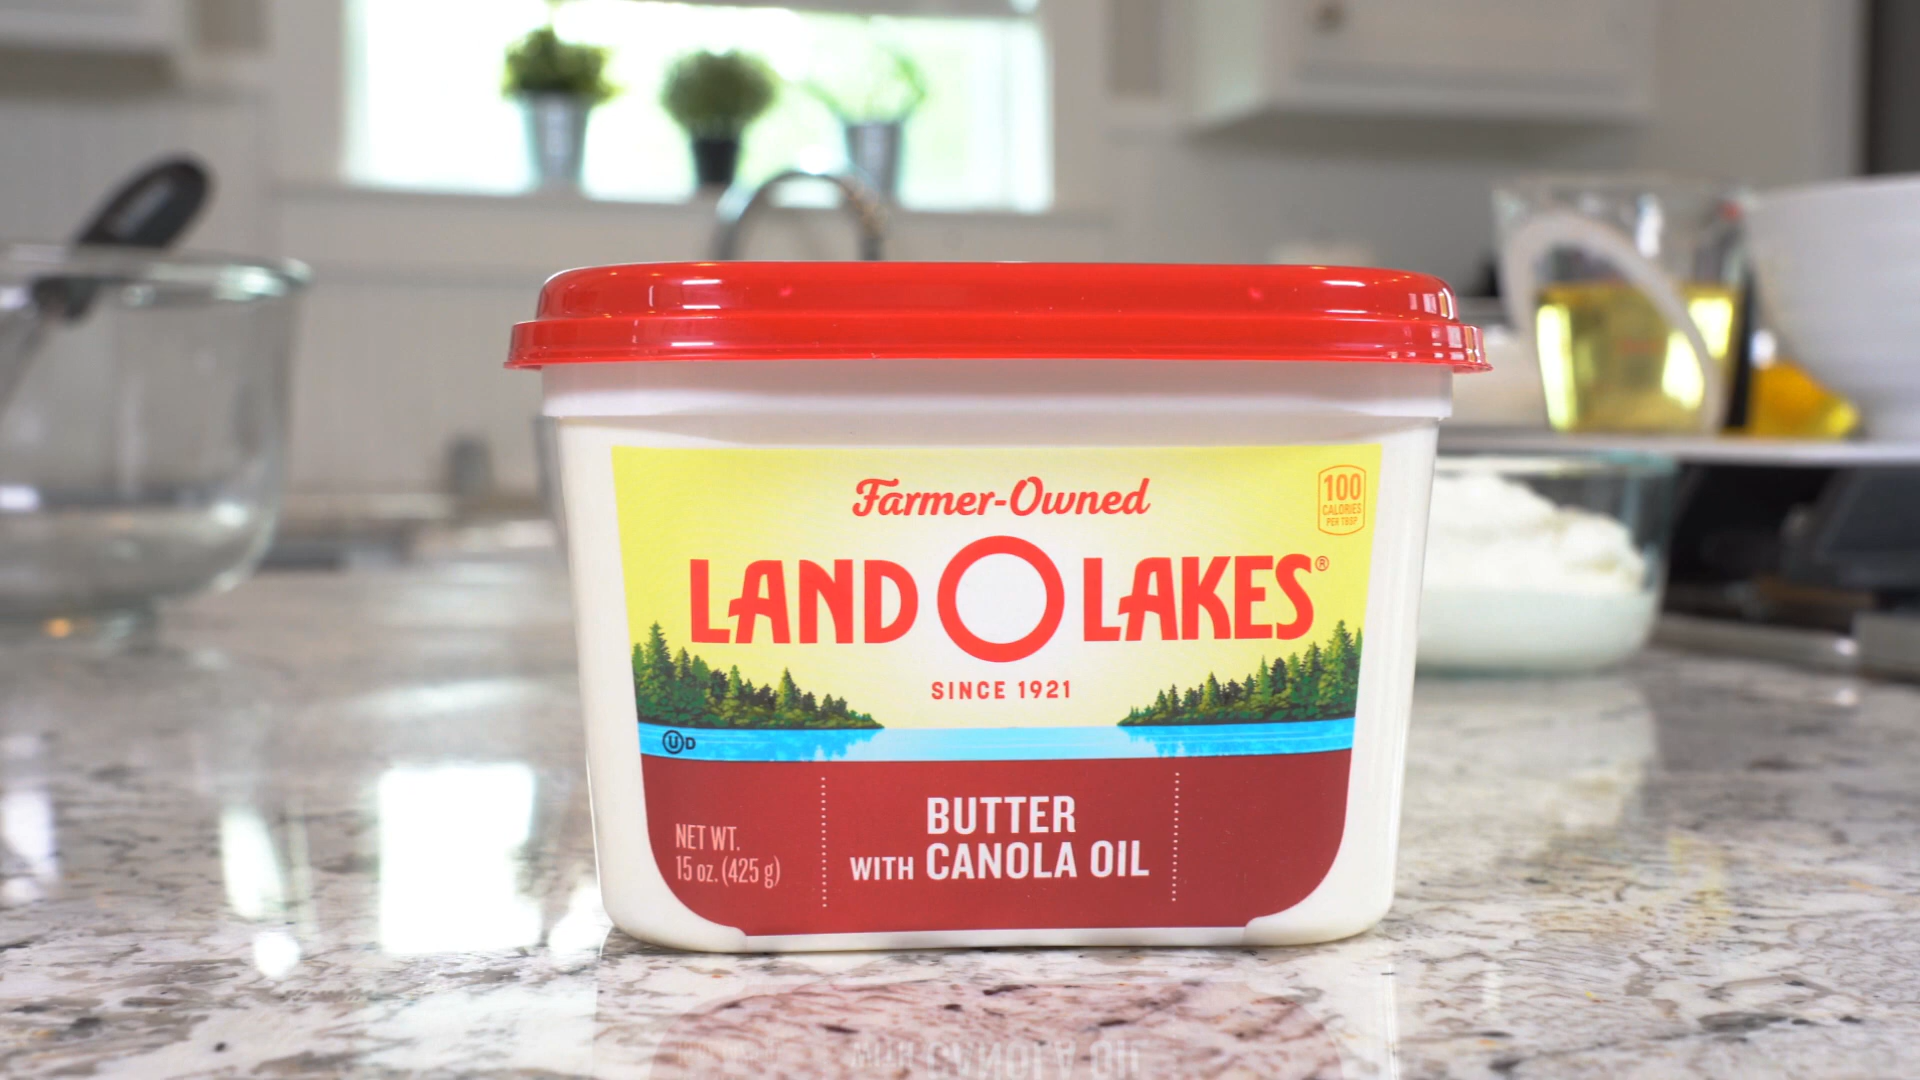 Farmer-Owned
100
CALORIES
PER TBSP
LAND O LAKES®
SINCE 1921
UD
NET WT.
15 oz. (425 g)
BUTTER
WITH CANOLA OIL